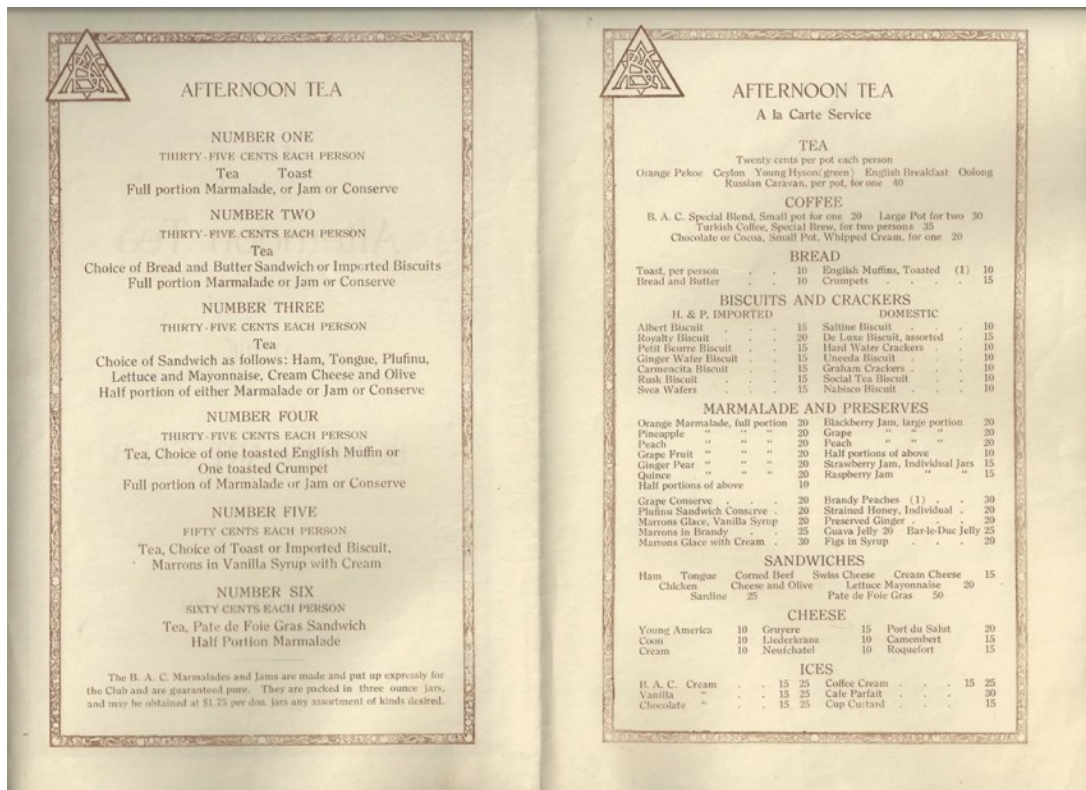 AFTERNOON TEA
NUMBER ONE
THIRTY-FIVE CENTS EACH PERSON
Tea Toast
Full portion Marmalade, or Jam or Conserve
NUMBER TWO
THIRTY-FIVE CENTS EACH PERSON
Tea
Choice of Bread and Butter Sandwich or Imported Biscuits
Full portion Marmalade or Jam or Conserve
NUMBER THREE
THIRTY-FIVE CENTS EACH PERSON
Tea
Choice of Sandwich as follows: Ham, Tongue, Plufinu,
Lettuce and Mayonnaise, Cream Cheese and Olive
Half portion of either Marmalade or Jam or Conserve
NUMBER FOUR
THIRTY-FIVE CENTS EACH PERSON
Tea, Choice of one toasted English Muffin or
One toasted Crumpet
Full portion of Marmalade or Jam or Conserve
NUMBER FIVE
FIFTY CENTS EACH PERSON
Tea, Choice of Toast or Imported Biscuit,
Marrons in Vanilla Syrup with Cream
NUMBER SIX
SIXTY CENTS EACH PERSON
Tea, Pate de Foie Gras Sandwich
Half Portion Marmalade
The B. A. C. Marmalades and Jams are made and put up expressly for
the Club and are guaranteed pure. They are packed in three ounce jars,
and may be obtained at $1.75 per doz. jars any assortment of kinds desired.
AFTERNOON TEA
A la Carte Service
TEA
Twenty cents per pot each person
Orange Pekoe Ceylon Young Hyson (green) English Breakfast Oolong
Russian Caravan, per pot, for one 40
COFFEE
B. A. C. Special Blend, Small pot for one 20 Large Pot for two 30
Turkish Coffee, Special Brew, for two persons 35
Chocolate or Cocoa, Small Pot, Whipped Cream, for one 20
BREAD
Toast, per person . . 10 English Muffins, Toasted (1) 10
Bread and Butter . . 10 Crumpets . . . . 15
BISCUITS AND CRACKERS
H. & P. IMPORTED DOMESTIC
Albert Biscuit . . . 15 Saltine Biscuit . . . 10
Royalty Biscuit . . . 20 De Luxe Biscuit, assorted . 15
Petit Beurre Biscuit . . 15 Hard Water Crackers . . 10
Ginger Wafer Biscuit . . 15 Uneeda Biscuit . . . 10
Carmencita Biscuit . . 15 Graham Crackers . . . 10
Rusk Biscuit . . . 15 Social Tea Biscuit . . 10
Svea Wafers . . . 15 Nabisco Biscuit . . . 10
MARMALADE AND PRESERVES
Orange Marmalade, full portion 20 Blackberry Jam, large portion 20
Pineapple " " " 20 Grape " " " 20
Peach " " " 20 Peach " " " 20
Grape Fruit " " " 20 Half portions of above 10
Ginger Pear " " " 20 Strawberry Jam, Individual Jars 15
Quince " " " 20 Raspberry Jam " " 15
Half portions of above 10
Grape Conserve . . . 20 Brandy Peaches (1) . . 30
Plufinu Sandwich Conserve . 20 Strained Honey, Individual . 20
Marrons Glace, Vanilla Syrup 20 Preserved Ginger . . . 20
Marrons in Brandy . . 25 Guava Jelly 20 Bar-le-Duc Jelly 25
Marrons Glace with Cream . 30 Figs in Syrup . . . 20
SANDWICHES
Ham Tongue Corned Beef Swiss Cheese Cream Cheese 15
Chicken Cheese and Olive Lettuce Mayonnaise 20
Sardine 25 Pate de Foie Gras 50
CHEESE
Young America 10 Gruyere 15 Port du Salut 20
Coon 10 Liederkranz 10 Camembert 15
Cream 10 Neufchatel 10 Roquefort 15
ICES
B. A. C. Cream . . 15 25 Coffee Cream . . . 15 25
Vanilla " . . 15 25 Cafe Parfait . . . 30
Chocolate " . . 15 25 Cup Custard . . . 15